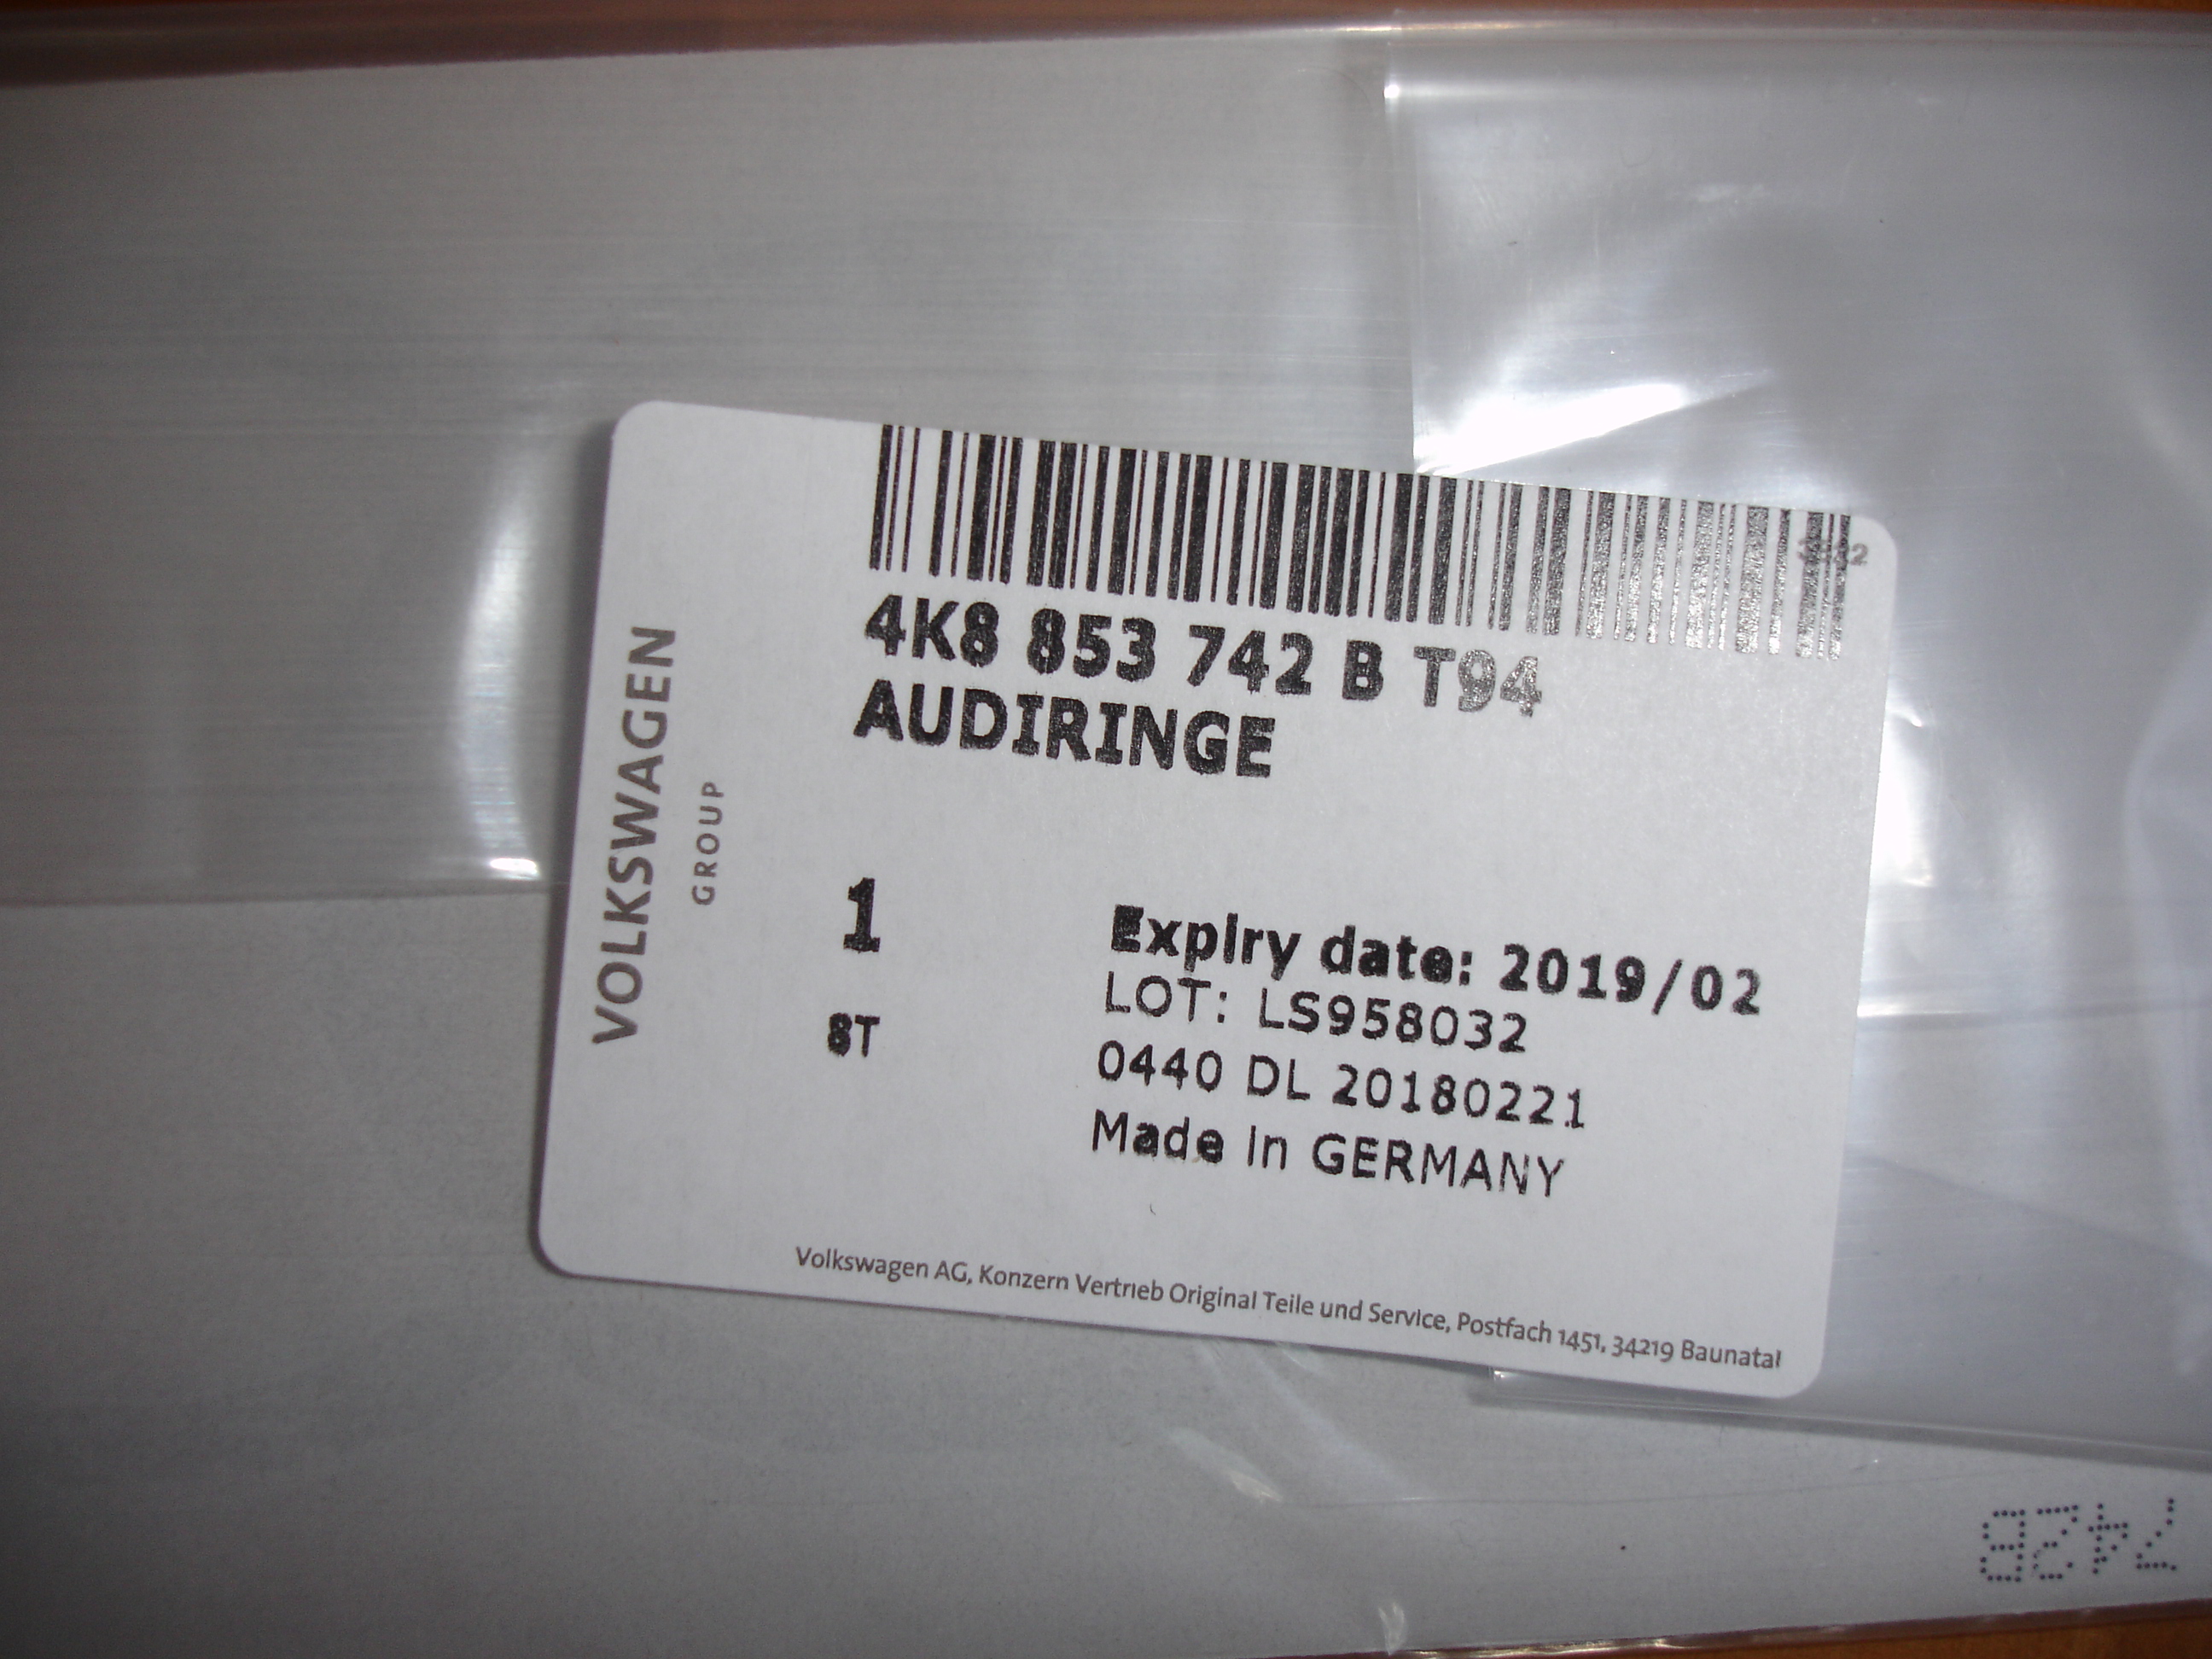 4K8 853 742 B T94
AUDIRINGE
VOLKSWAGEN
GROUP
1
ST
Expiry date: 2019/02
LOT: LS958032
0440 DL 20180221
Made in GERMANY
Volkswagen AG, Konzern Vertrieb Original Teile und Service, Postfach 1451, 34219 Baunatal
742B